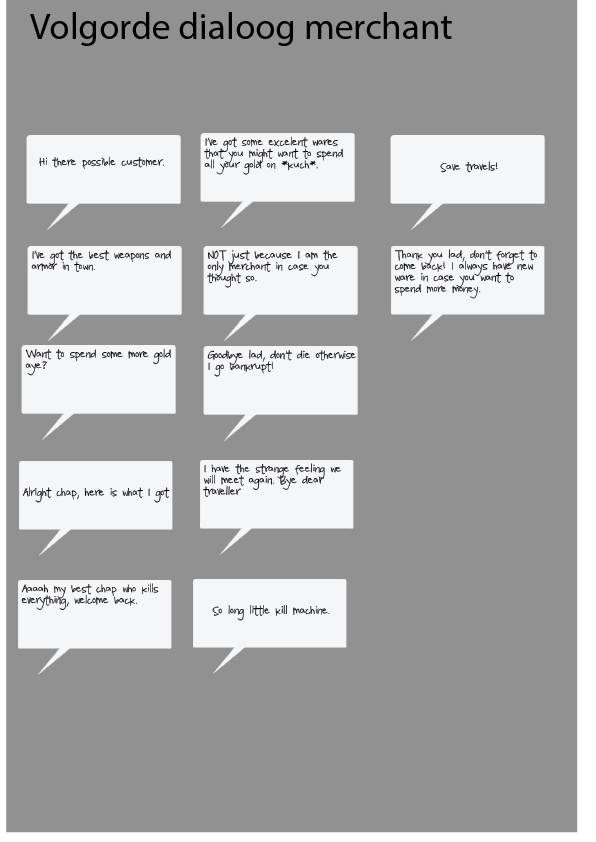 Volgorde dialoog merchant
Hi there possible customer.
I've got some excelent wares
that you might want to spend
all your gold on *kuch*.
Save travels!
I've got the best weapons and
armor in town.
NOT just because I am the
only merchant in case you
thought so.
Thank you lad, don't forget to
come back! I always have new
ware in case you want to
spend more money.
Want to spend some more gold
aye?
Goodbye lad, don't die otherwise
I go bankrupt!
Alright chap, here is what I got
I have the strange feeling we
will meet again. Bye dear
traveller
Aaaah my best chap who kills
everything, welcome back.
So long little kill machine.